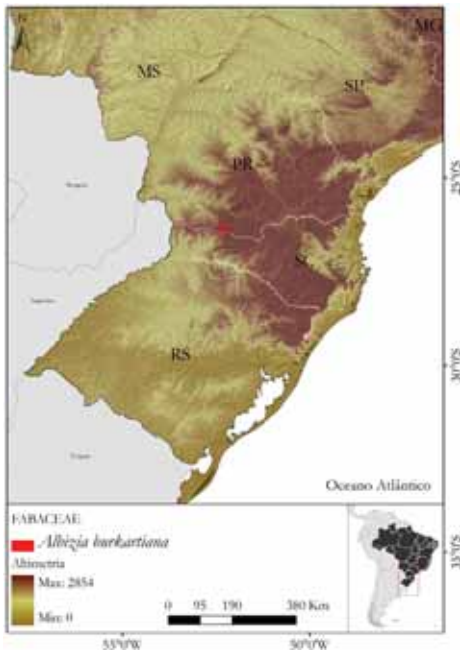 N
MG
MS
SP
PR
25°0'S
SC
RS
30°0'S
Oceano Atlântico
FABACEAE
Albizia burkartiana
Altimetria
Max: 2854
Min: 0
0 95 190 380 Km
35°0'S
55°0'W 50°0'W